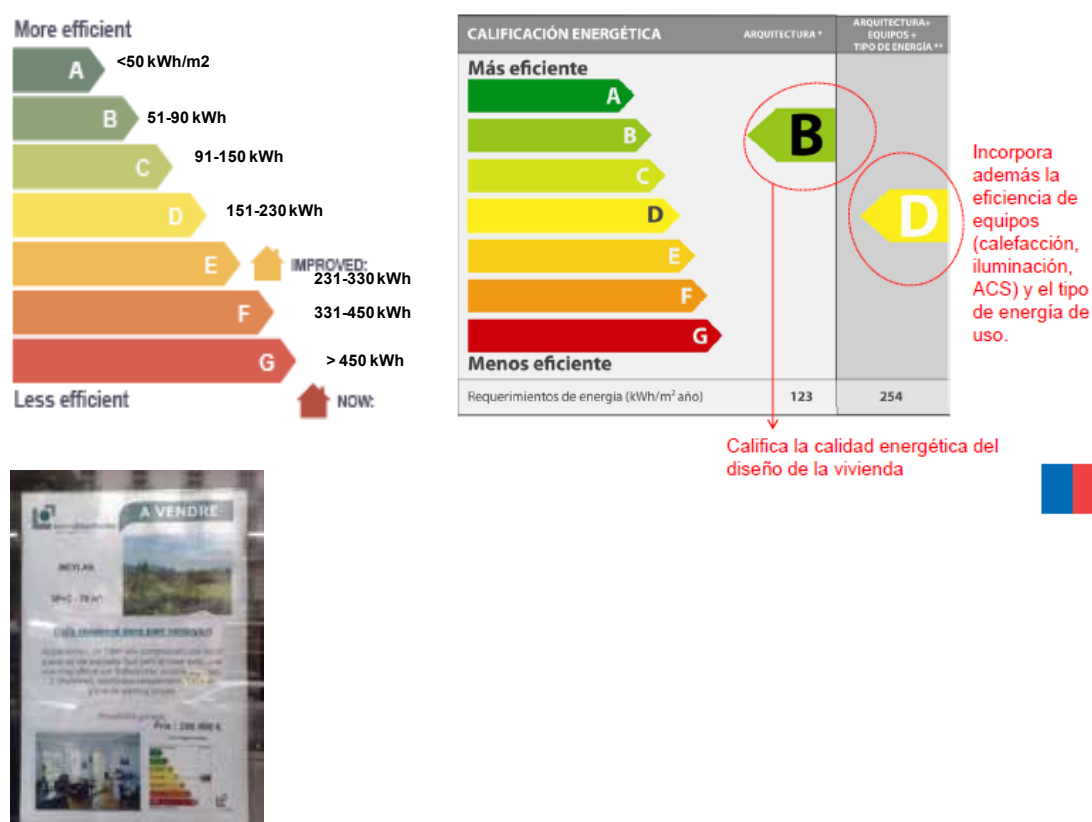 More efficient
A
<50 kWh/m2
B
51-90 kWh
C
91-150 kWh
D
151-230 kWh
E
IMPROVED:
231-330 kWh
F
331-450 kWh
G
> 450 kWh
Less efficient
NOW:
CALIFICACIÓN ENERGÉTICA
ARQUITECTURA *
ARQUITECTURA+
EQUIPOS +
TIPO DE ENERGÍA **
Más eficiente
A
B
C
D
E
F
G
Menos eficiente
B
D
Requerimientos de energía (kWh/m² año)
123
254
Incorpora
además la
eficiencia de
equipos
(calefacción,
iluminación,
ACS) y el tipo
de energía de
uso.
Califica la calidad energética del
diseño de la vivienda
A VENDRE
MEYLAN